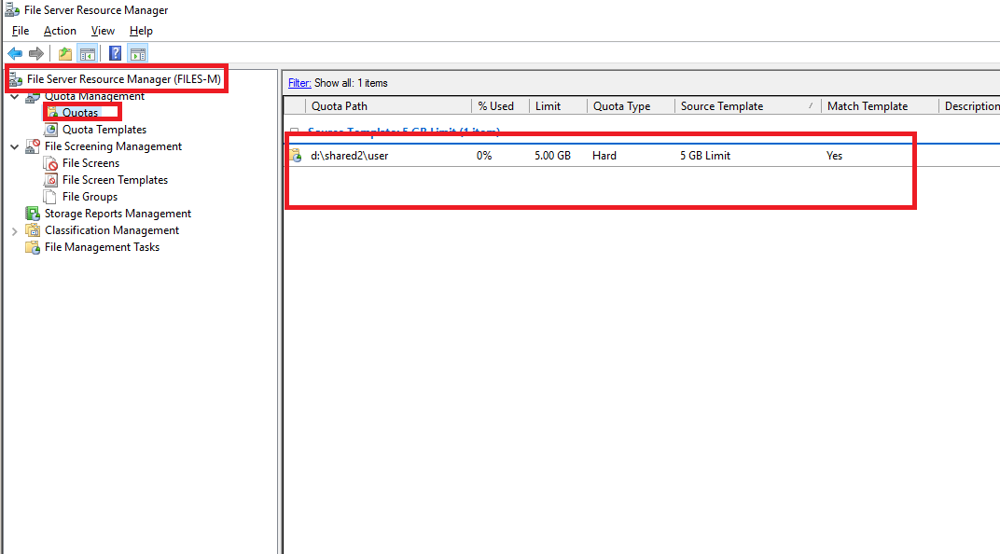 File Server Resource Manager
File Action View Help
File Server Resource Manager (FILES-M)
Quota Management
Quotas
Quota Templates
File Screening Management
File Screens
File Screen Templates
File Groups
Storage Reports Management
Classification Management
File Management Tasks
Filter: Show all: 1 items
Quota Path % Used Limit Quota Type Source Template Match Template Description
Source Template: 5 GB Limit (1 item)
d:\shared2\user 0% 5.00 GB Hard 5 GB Limit Yes